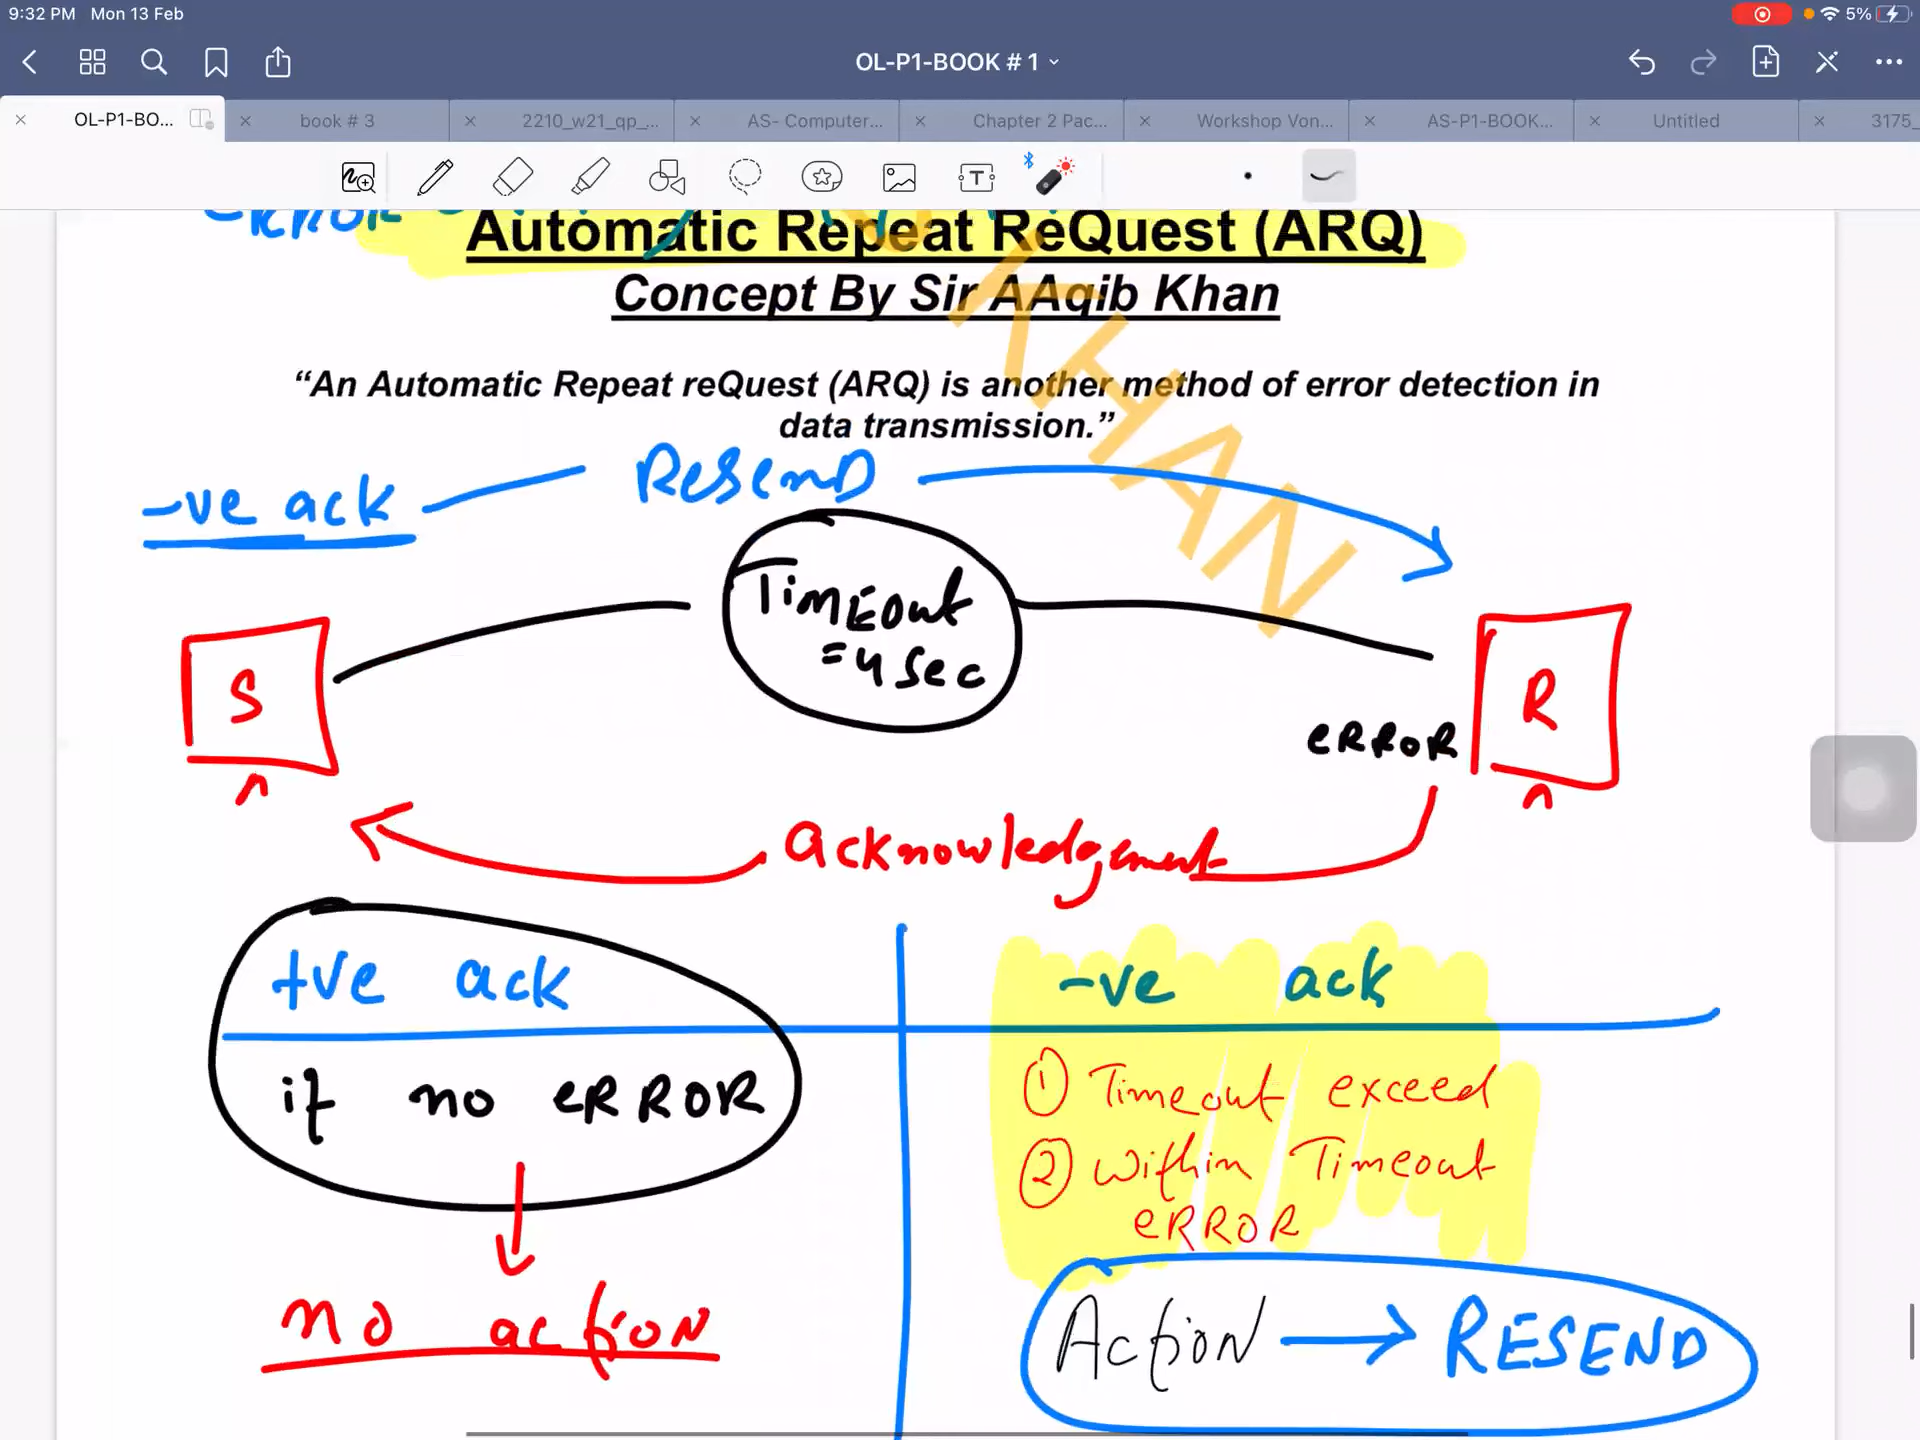 9:32 PM Mon 13 Feb
5%
OL-P1-BOOK # 1
OL-P1-BO...
book # 3
2210_w21_qp_...
AS- Computer...
Chapter 2 Pac...
Workshop Von...
AS-P1-BOOK...
Untitled
3175_
ERROR
Automatic Repeat ReQuest (ARQ)
Concept By Sir AAqib Khan
KHAN
“An Automatic Repeat reQuest (ARQ) is another method of error detection in
data transmission.”
-ve ack
ReSenD
TimEout
=4 sec
S
R
eRRoR
Acknowledgement
+ve ack
-ve ack
if no eRROR
① Timeout exceed
② Within Timeout
eRROR
no action
Action → RESEND